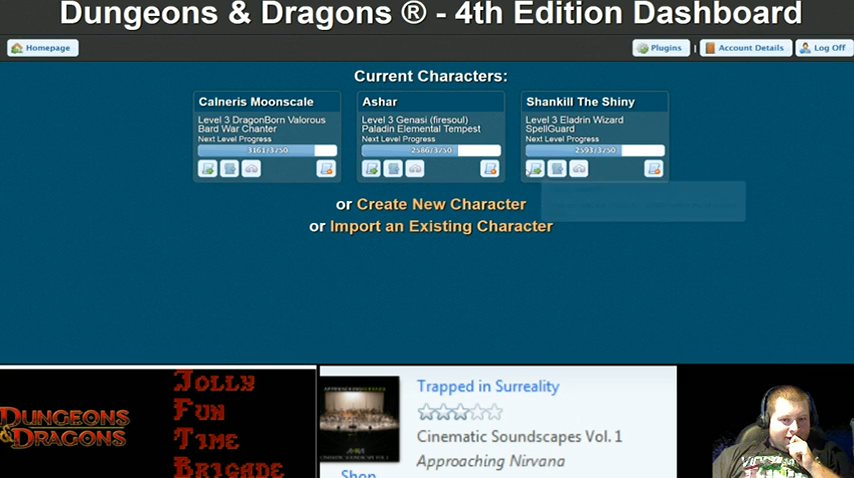 Dungeons & Dragons ® - 4th Edition Dashboard
Homepage
Plugins | Account Details Log Off
Current Characters:
Calneris Moonscale
Level 3 DragonBorn Valorous
Bard War Chanter
Next Level Progress
3161/3750
Ashar
Level 3 Genasi (firesoul)
Paladin Elemental Tempest
Next Level Progress
2586/3750
Shankill The Shiny
Level 3 Eladrin Wizard
SpellGuard
Next Level Progress
2593/3750
or Create New Character
or Import an Existing Character
DUNGEONS
& DRAGONS
Jolly
Fun
Time
Brigade
Trapped in Surreality
Cinematic Soundscapes Vol. 1
Approaching Nirvana
Shop